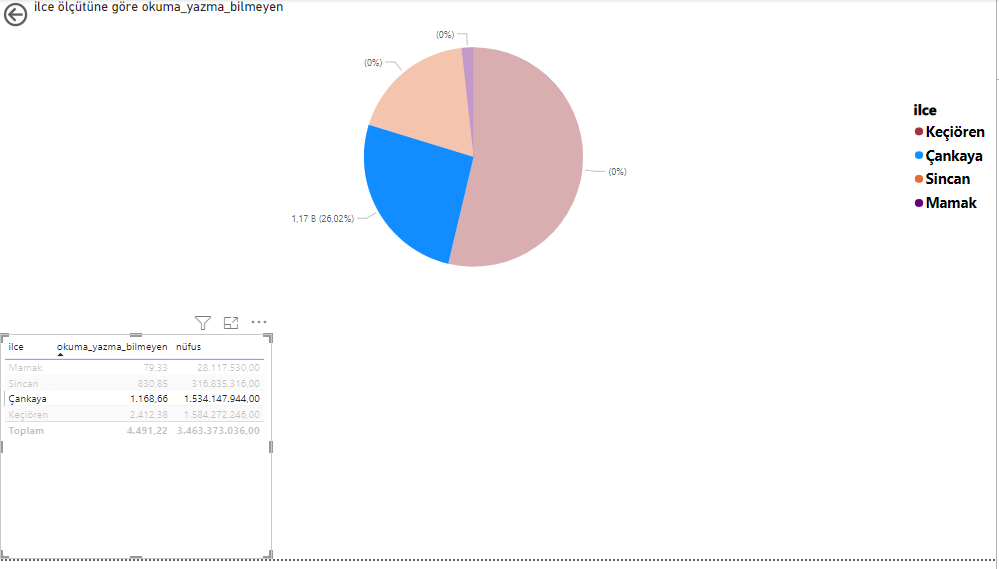 ilce ölçütüne göre okuma_yazma_bilmeyen
(0%)
(0%)
(0%)
1,17 B (26,02%)
ilce
Keçiören
Çankaya
Sincan
Mamak
ilce okuma_yazma_bilmeyen nüfus
Mamak 79,33 28.117.530,00
Sincan 830,85 316.835.316,00
Çankaya 1.168,66 1.534.147.944,00
Keçiören 2.412,38 1.584.272.246,00
Toplam 4.491,22 3.463.373.036,00